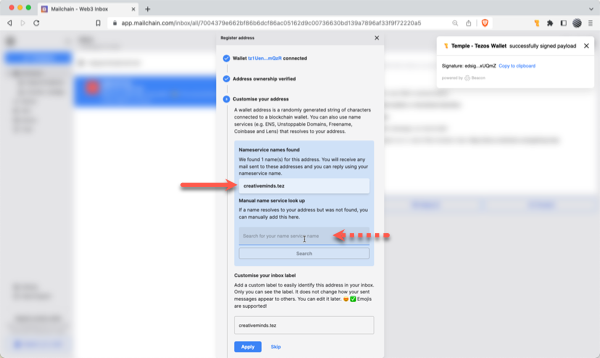 Mailchain - Web3 Inbox
app.mailchain.com/inbox/all/7004379e662bf86b6dcf86ac05162d9c00736630bd139a7896af33f9f72220a5
Register address
Temple - Tezos Wallet successfully signed payload
Signature: sdsig...xUQmZ Copy to clipboard
powered by Beacon
Wallet tz1Uen...mQzR connected
Address ownership verified
4 Customise your address
A wallet address is a randomly generated string of characters
connected to a blockchain wallet. You can also use name
services (e.g. ENS, Unstoppable Domains, Freename,
Coinbase and Lens) that resolves to your address.
Nameservice names found
We found 1 name(s) for this address. You will receive any
mail sent to these addresses and you can reply using your
nameservice name.
creativeminds.tez
Manual name service look up
If a name resolves to your address but was not found, you
can manually add this here.
Search for your name service name
Search
Customise your inbox label
Add a custom label to easily identify this address in your inbox.
Only you can see the label. It does not change how your sent
messages appear to others. You can edit it later. 😍 ✅ Emojis
are supported!
creativeminds.tez
Apply Skip